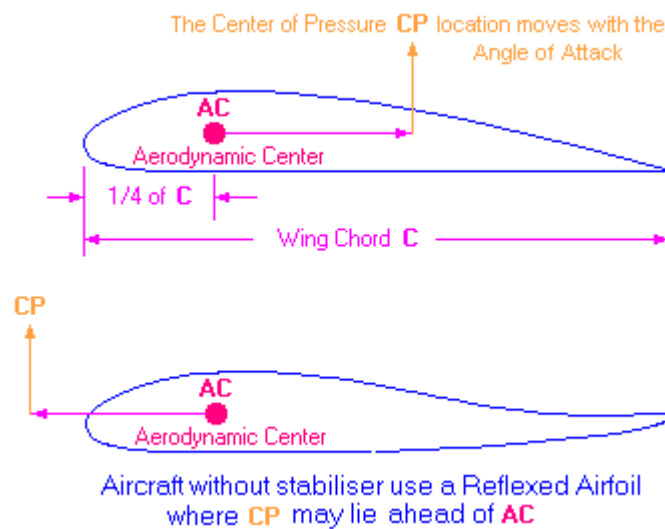 The Center of Pressure CP location moves with the
Angle of Attack
AC
Aerodynamic Center
1/4 of C
Wing Chord C
CP
AC
Aerodynamic Center
Aircraft without stabiliser use a Reflexed Airfoil
where CP may lie ahead of AC